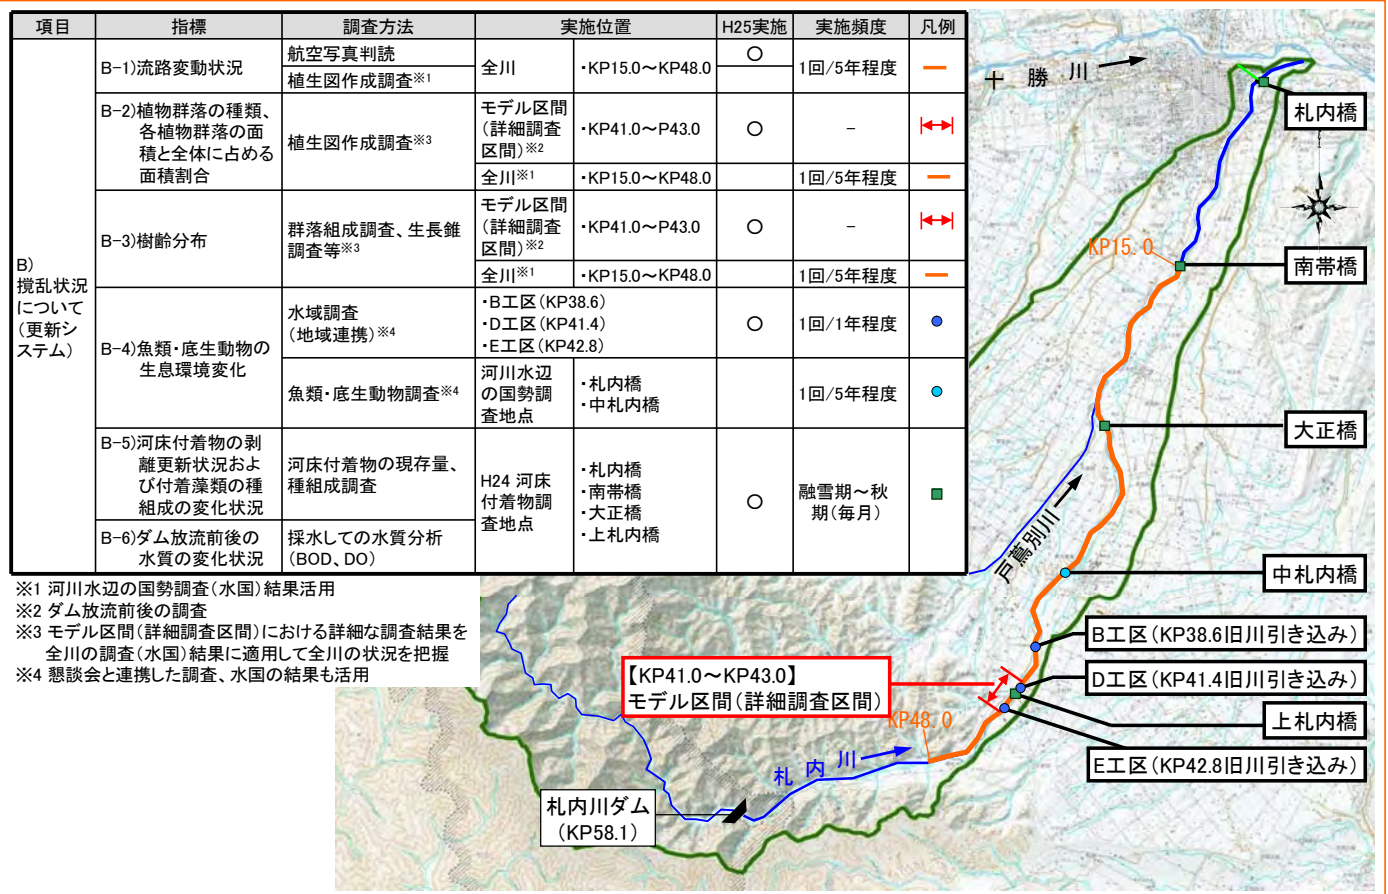 項目 指標 調査方法 実施位置 H25実施 実施頻度 凡例
B)
攪乱状況
について
(更新シ
ステム)
B-1)流路変動状況
航空写真判読
植生図作成調査※1
全川
・KP15.0～KP48.0
○
1回/5年程度
B-2)植物群落の種類、
各植物群落の面
積と全体に占める
面積割合
植生図作成調査※3
モデル区間
(詳細調査
区間)※2
・KP41.0～P43.0
○
－
全川※1
・KP15.0～KP48.0
1回/5年程度
B-3)樹齢分布
群落組成調査、生長錐
調査等※3
モデル区間
(詳細調査
区間)※2
・KP41.0～P43.0
○
－
全川※1
・KP15.0～KP48.0
1回/5年程度
B-4)魚類・底生動物の
生息環境変化
水域調査
(地域連携)※4
・B工区(KP38.6)
・D工区(KP41.4)
・E工区(KP42.8)
○
1回/1年程度
魚類・底生動物調査※4
河川水辺
の国勢調
査地点
・札内橋
・中札内橋
1回/5年程度
B-5)河床付着物の剥
離更新状況およ
び付着藻類の種
組成の変化状況
河床付着物の現存量、
種組成調査
H24 河床
付着物調
査地点
・札内橋
・南帯橋
・大正橋
・上札内橋
○
融雪期～秋
期(毎月)
B-6)ダム放流前後の
水質の変化状況
採水しての水質分析
(BOD、DO)
※1 河川水辺の国勢調査(水国)結果活用
※2 ダム放流前後の調査
※3 モデル区間(詳細調査区間)における詳細な調査結果を
全川の調査(水国)結果に適用して全川の状況を把握
※4 懇談会と連携した調査、水国の結果も活用
十勝川
札内橋
KP15.0
南帯橋
大正橋
戸蔦別川
中札内橋
B工区(KP38.6旧川引き込み)
【KP41.0～KP43.0】
モデル区間(詳細調査区間)
D工区(KP41.4旧川引き込み)
上札内橋
KP48.0
E工区(KP42.8旧川引き込み)
札内川
札内川ダム
(KP58.1)